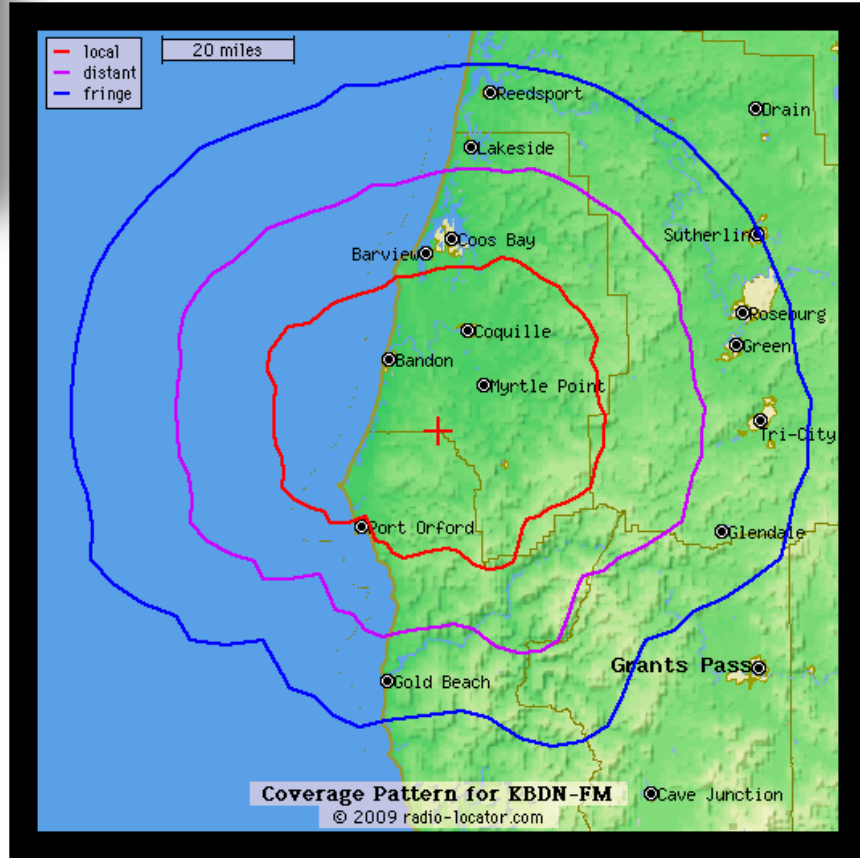 local
20 miles
distant
fringe
Reedsport
Drain
Lakeside
Sutherlin
Coos Bay
Barview
Roseburg
Coquille
Green
Bandon
Myrtle Point
Tri-City
Port Orford
Glendale
Grants Pass
Gold Beach
Coverage Pattern for KBDN-FM
Cave Junction
© 2009 radio-locator.com